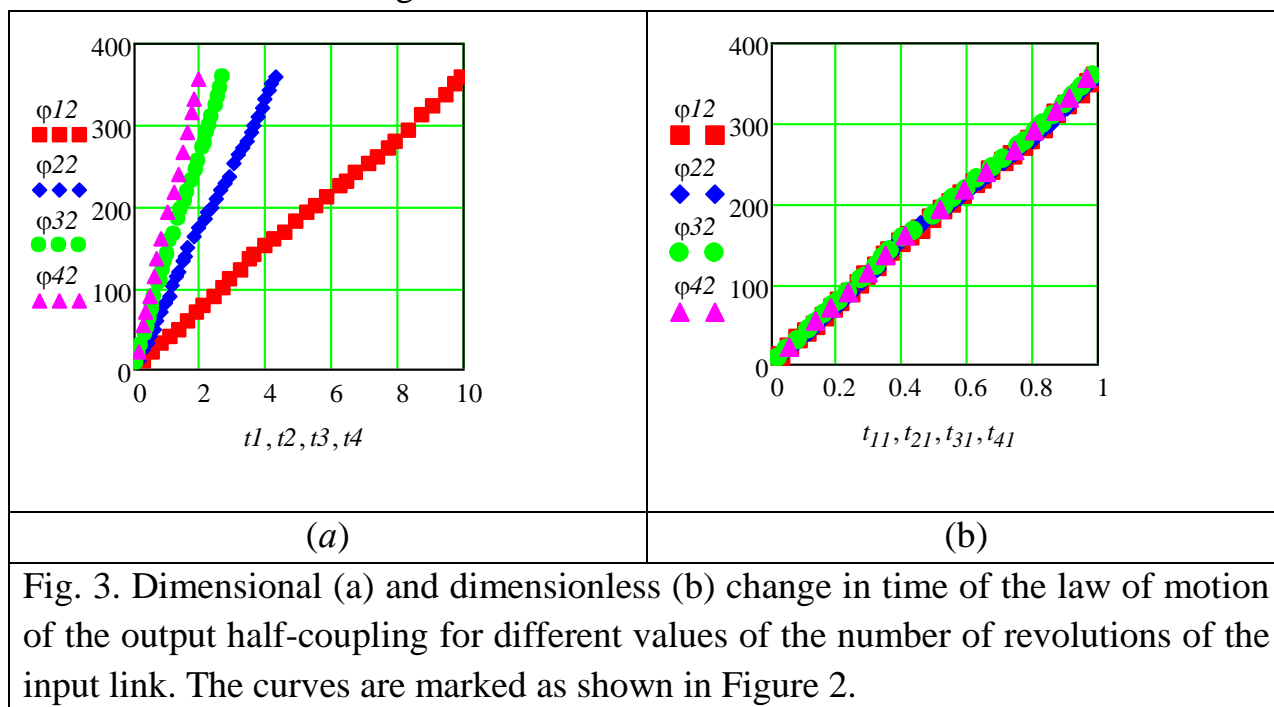 400
φ12
300
φ22
200
φ32
100
φ42
0
0 2 4 6 8 10
t1, t2, t3, t4
400
φ12
300
φ22
200
φ32
100
φ42
0
0 0.2 0.4 0.6 0.8 1
t11, t21, t31, t41
(a)
(b)
Fig. 3. Dimensional (a) and dimensionless (b) change in time of the law of motion
of the output half-coupling for different values of the number of revolutions of the
input link. The curves are marked as shown in Figure 2.